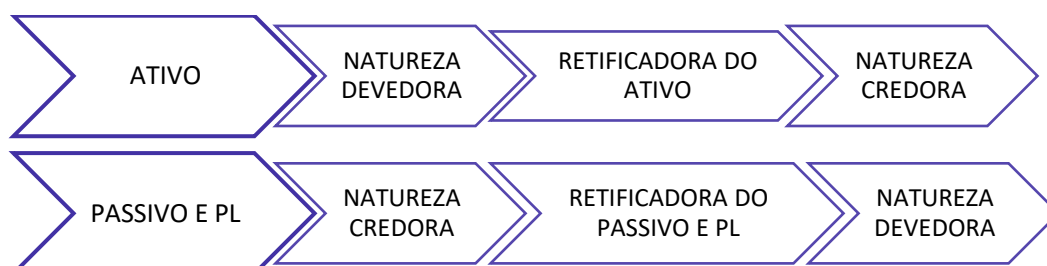 ATIVO
NATUREZA
DEVEDORA
RETIFICADORA DO
ATIVO
NATUREZA
CREDORA
PASSIVO E PL
NATUREZA
CREDORA
RETIFICADORA DO
PASSIVO E PL
NATUREZA
DEVEDORA